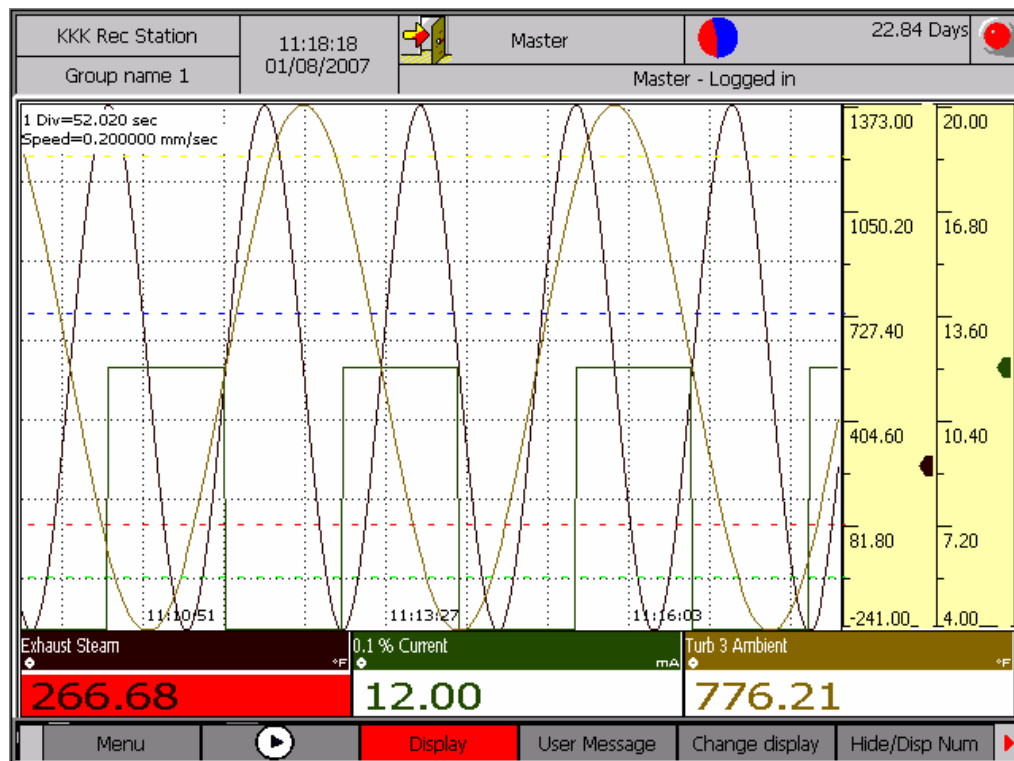 KKK Rec Station
Group name 1
11:18:18
01/08/2007
Master
22.84 Days
Master - Logged in
1 Div=52.020 sec
Speed=0.200000 mm/sec
1373.00
20.00
1050.20
16.80
727.40
13.60
404.60
10.40
81.80
7.20
-241.00
4.00
11:10:51
11:13:27
11:16:03
Exhaust Steam
°F
266.68
0.1 % Current
mA
12.00
Turb 3 Ambient
°F
776.21
Menu
Display
User Message
Change display
Hide/Disp Num